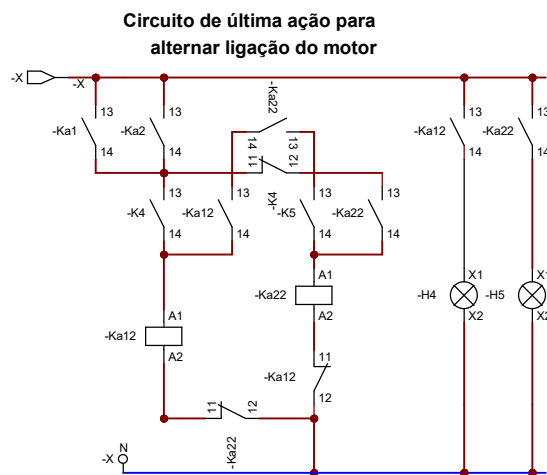 Circuito de última ação para
alternar ligação do motor
-X
-X
-Ka22
13
14
-Ka1
13
14
-Ka2
14
13
11
12
-K4
13
14
-Ka12
13
14
-K4
-K5
13
14
-Ka22
13
14
-Ka12
13
14
-Ka22
13
14
-Ka12
A1
A2
-Ka22
A1
A2
-H4
X1
X2
-H5
X1
X2
-Ka12
11
12
11
12
-Ka22
-X
N